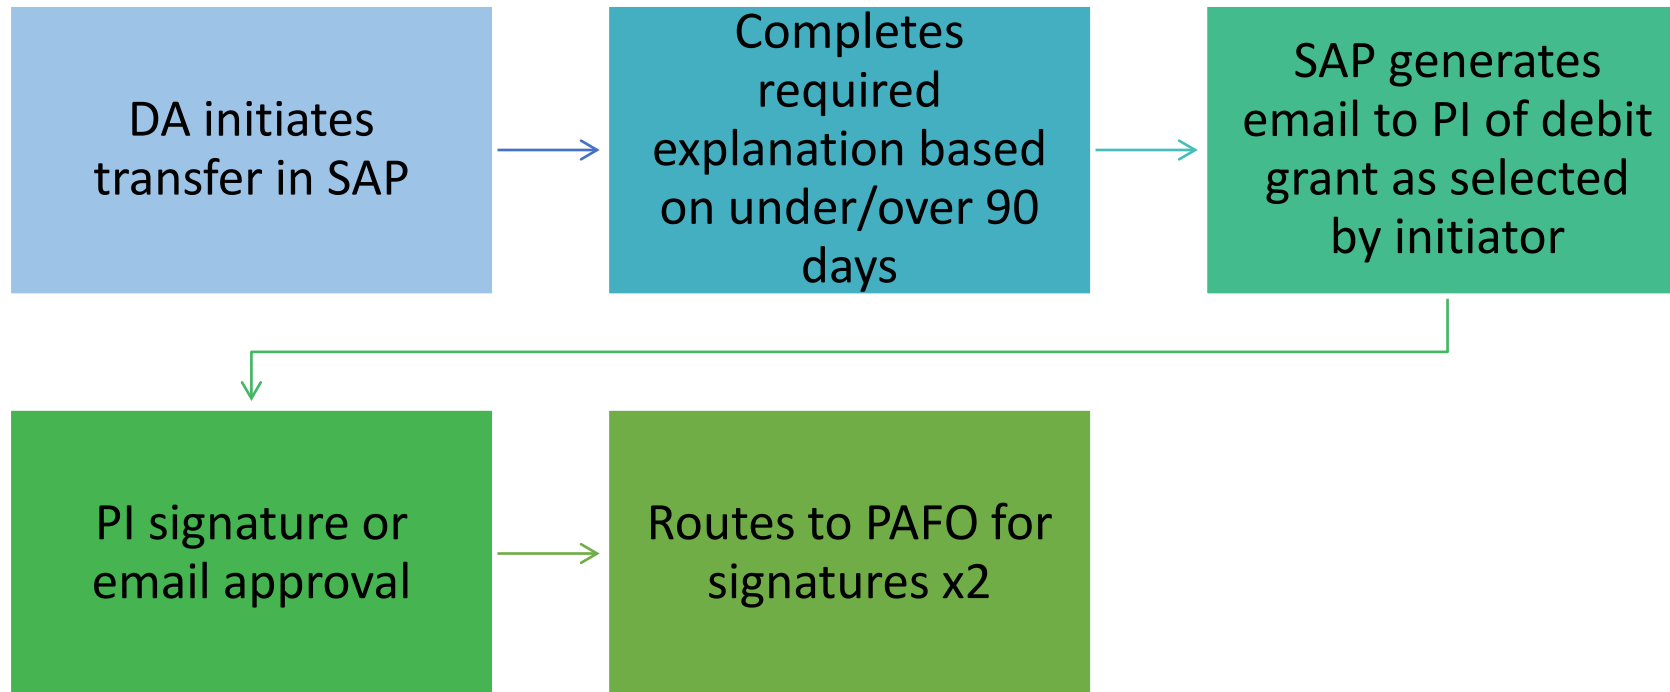 DA initiates
transfer in SAP
Completes
required
explanation based
on under/over 90
days
SAP generates
email to PI of debit
grant as selected
by initiator
PI signature or
email approval
Routes to PAFO for
signatures x2